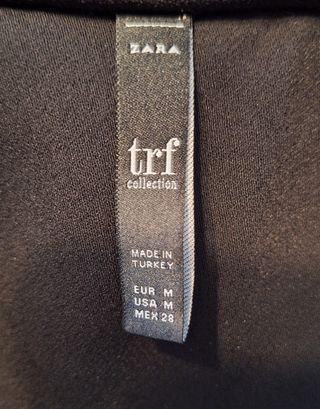 ZARA
trf
collection
MADE IN
TURKEY
EUR M
USA M
MEX 28